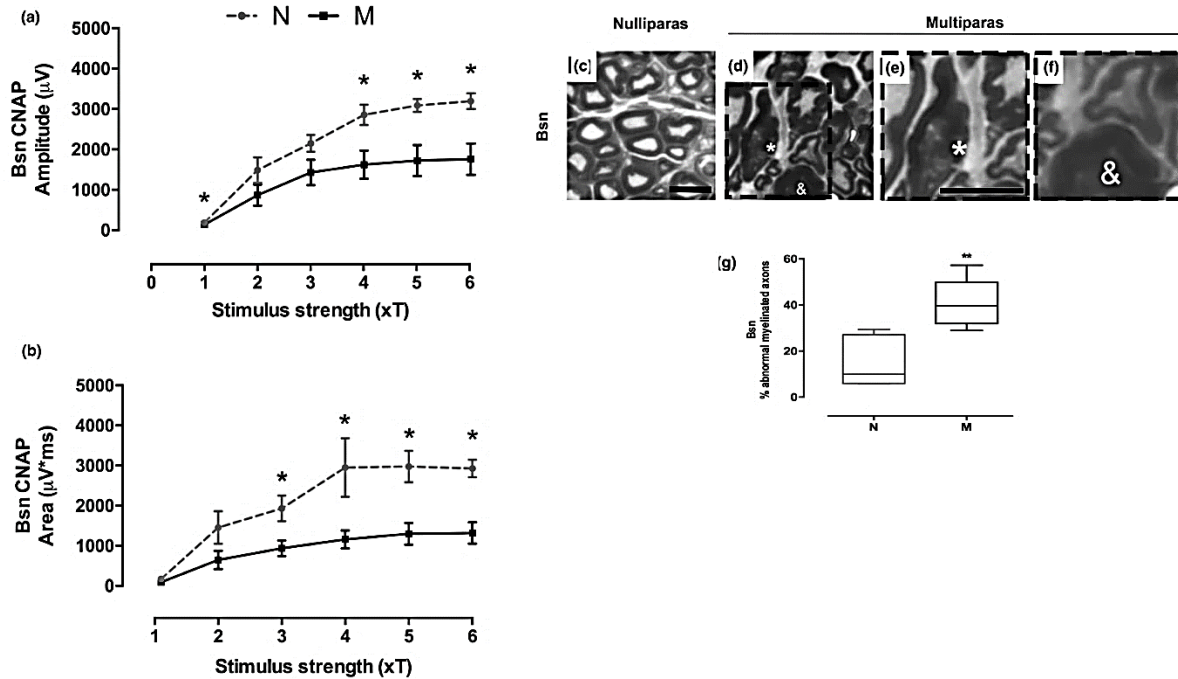 (a)
N M
Bsn CNAP
Amplitude (µV)
5000
4000
3000
2000
1000
0
*
*
*
*
0 1 2 3 4 5 6
Stimulus strength (xT)
(b)
Bsn CNAP
Area (µV*ms)
5000
4000
3000
2000
1000
0
*
*
*
*
1 2 3 4 5 6
Stimulus strength (xT)
Nulliparas Multiparas
Bsn
(c) (d) (e) (f)
* *
& &
(g)
Bsn
% abnormal myelinated axons
60
40
20
0
**
N M